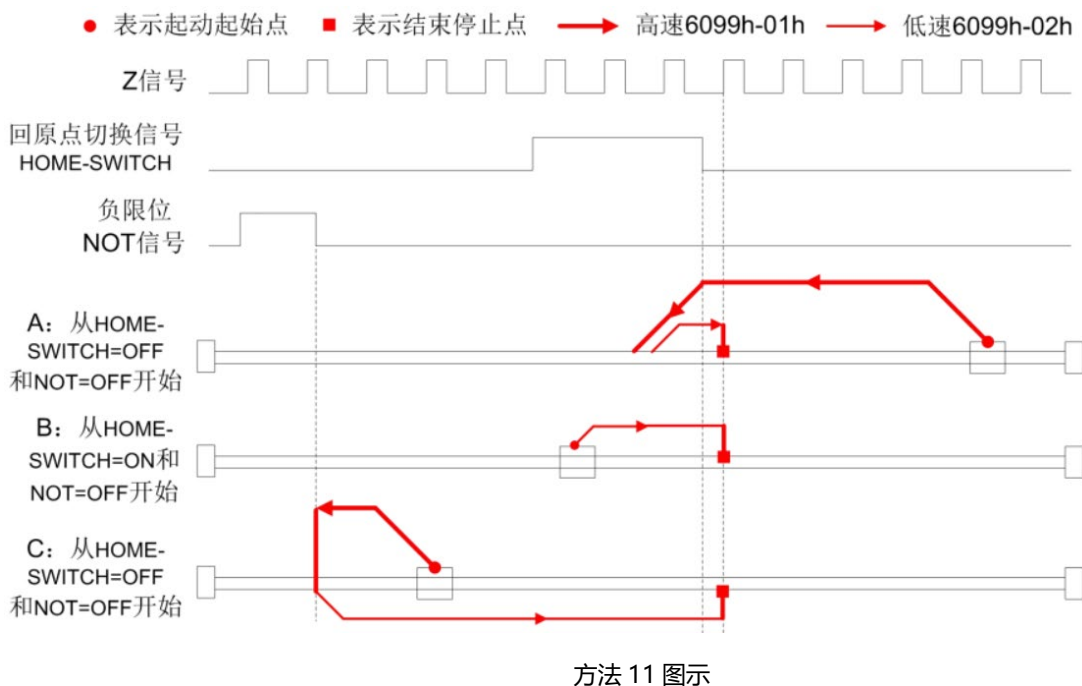 表示起动起始点 表示结束停止点 高速6099h-01h 低速6099h-02h
Z信号
回原点切换信号
HOME-SWITCH
负限位
NOT信号
A：从HOME-
SWITCH=OFF
和NOT=OFF开始
B：从HOME-
SWITCH=ON和
NOT=OFF开始
C：从HOME-
SWITCH=OFF
和NOT=OFF开始
方法 11 图示